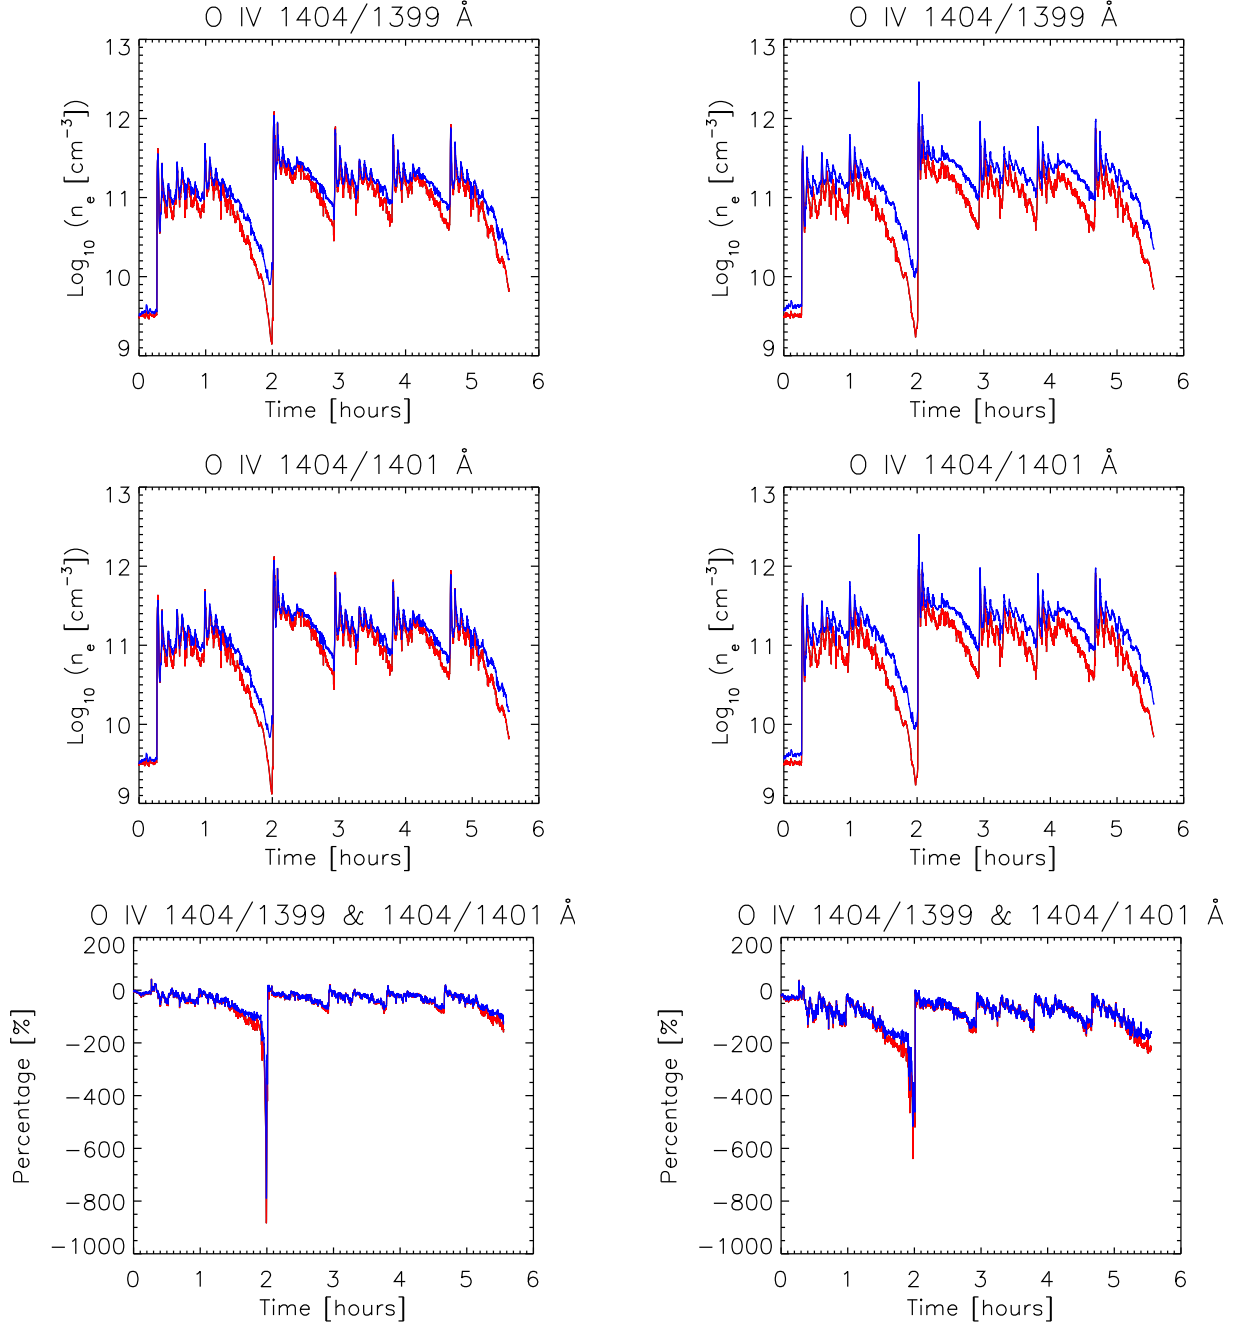 O IV 1404/1399 Å
O IV 1404/1399 Å
13
12
11
10
9
Log₁₀ (nₑ [cm⁻³])
0 1 2 3 4 5 6
Time [hours]
13
12
11
10
9
Log₁₀ (nₑ [cm⁻³])
0 1 2 3 4 5 6
Time [hours]
O IV 1404/1401 Å
O IV 1404/1401 Å
13
12
11
10
9
Log₁₀ (nₑ [cm⁻³])
0 1 2 3 4 5 6
Time [hours]
13
12
11
10
9
Log₁₀ (nₑ [cm⁻³])
0 1 2 3 4 5 6
Time [hours]
O IV 1404/1399 & 1404/1401 Å
O IV 1404/1399 & 1404/1401 Å
200
0
−200
−400
−600
−800
−1000
Percentage [%]
0 1 2 3 4 5 6
Time [hours]
200
0
−200
−400
−600
−800
−1000
Percentage [%]
0 1 2 3 4 5 6
Time [hours]